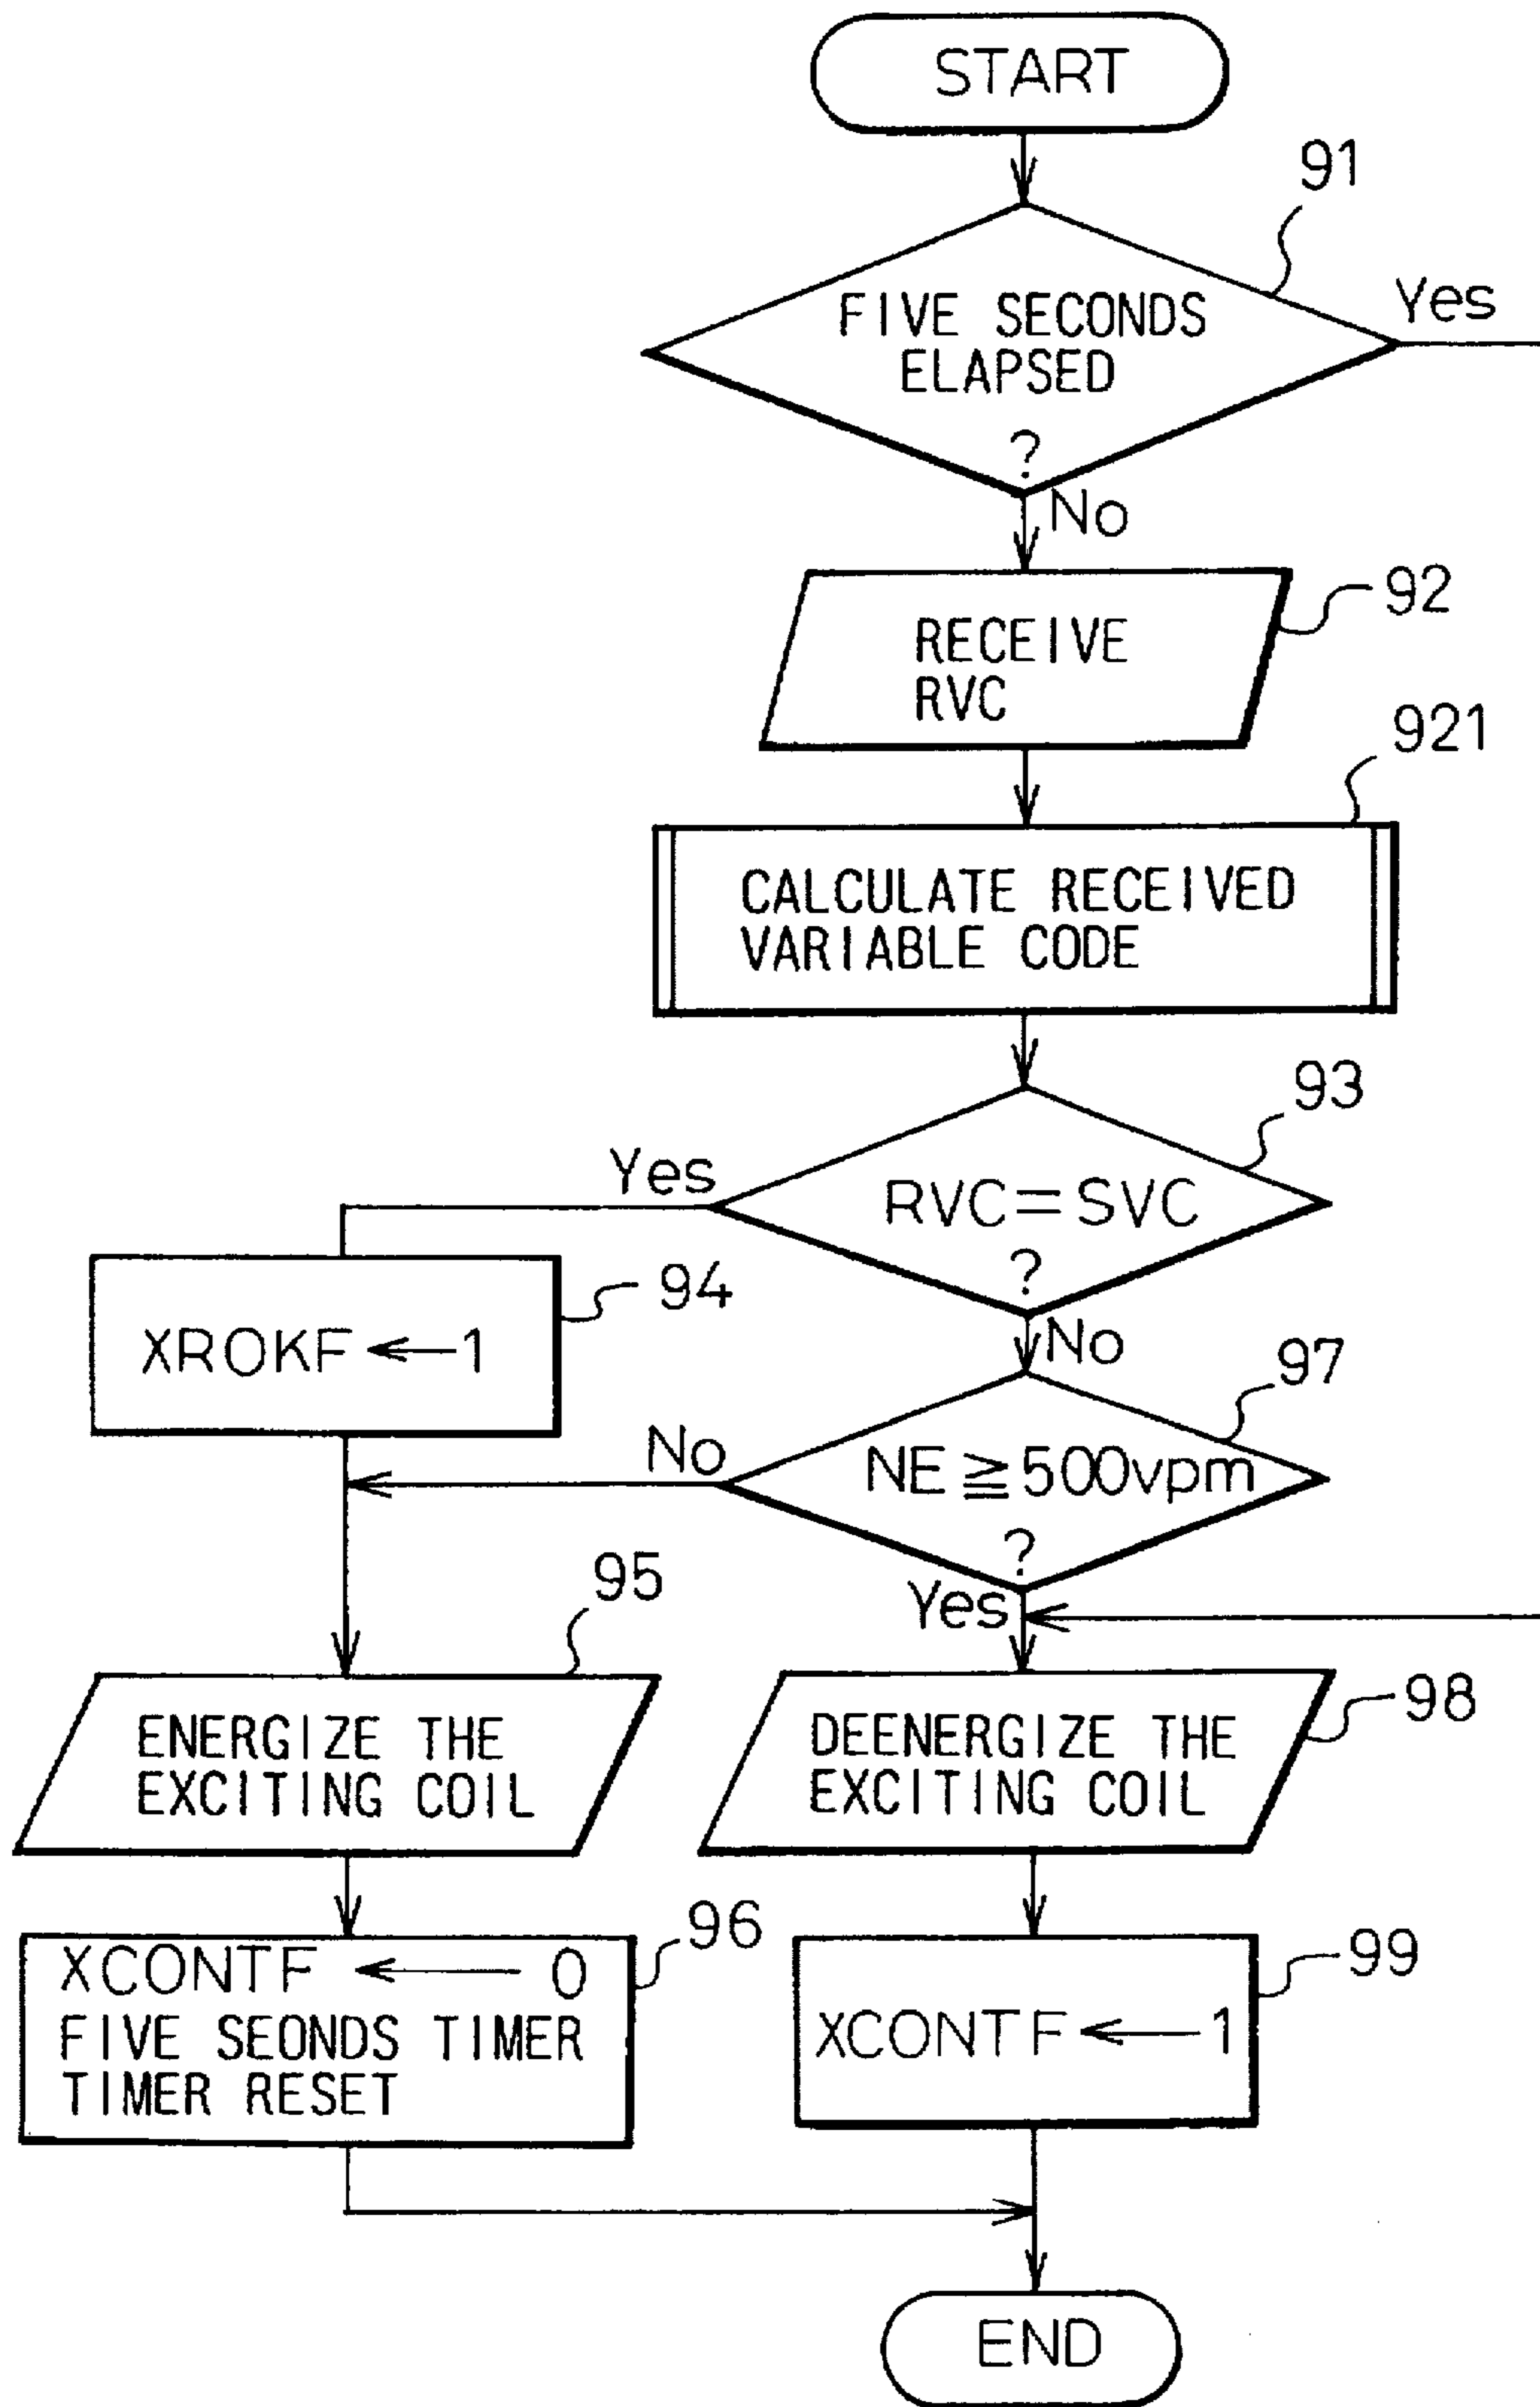 START
91
FIVE SECONDS
ELAPSED
?
Yes
No
92
RECEIVE
RVC
921
CALCULATE RECEIVED
VARIABLE CODE
93
RVC=SVC
?
Yes
No
94
XROKF ← 1
97
NE ≧ 500vpm
?
No
Yes
95
ENERGIZE THE
EXCITING COIL
98
DEENERGIZE THE
EXCITING COIL
96
XCONTF ← 0
FIVE SEONDS TIMER
TIMER RESET
99
XCONTF ← 1
END